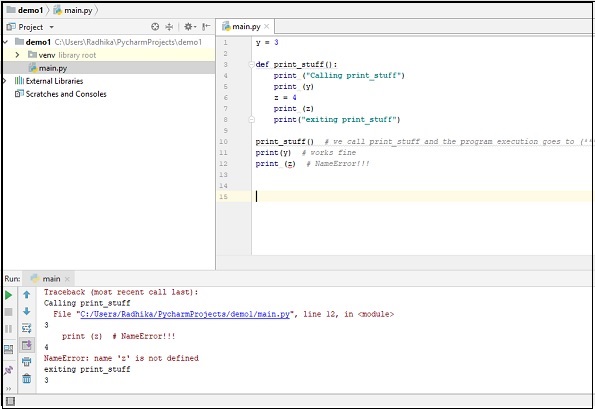 demo1 main.py
Project
demo1 C:\Users\Radhika\PycharmProjects\demo1
venv library root
main.py
External Libraries
Scratches and Consoles
main.py
1 y = 3
2
3 def print_stuff():
4 print ("Calling print_stuff")
5 print (y)
6 z = 4
7 print (z)
8 print("exiting print_stuff")
9
10 print_stuff() # we call print_stuff and the program execution goes to (**
11 print(y) # works fine
12 print (z) # NameError!!!
13
14
15
Run: main
Traceback (most recent call last):
Calling print_stuff
File "C:/Users/Radhika/PycharmProjects/demo1/main.py", line 12, in <module>
3
print (z) # NameError!!!
4
NameError: name 'z' is not defined
exiting print_stuff
3